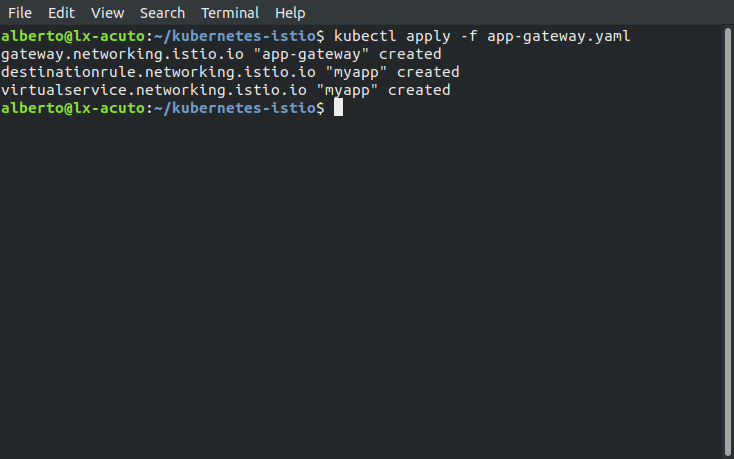 File Edit View Search Terminal Help
alberto@lx-acuto:~/kubernetes-istio$ kubectl apply -f app-gateway.yaml
gateway.networking.istio.io "app-gateway" created
destinationrule.networking.istio.io "myapp" created
virtualservice.networking.istio.io "myapp" created
alberto@lx-acuto:~/kubernetes-istio$